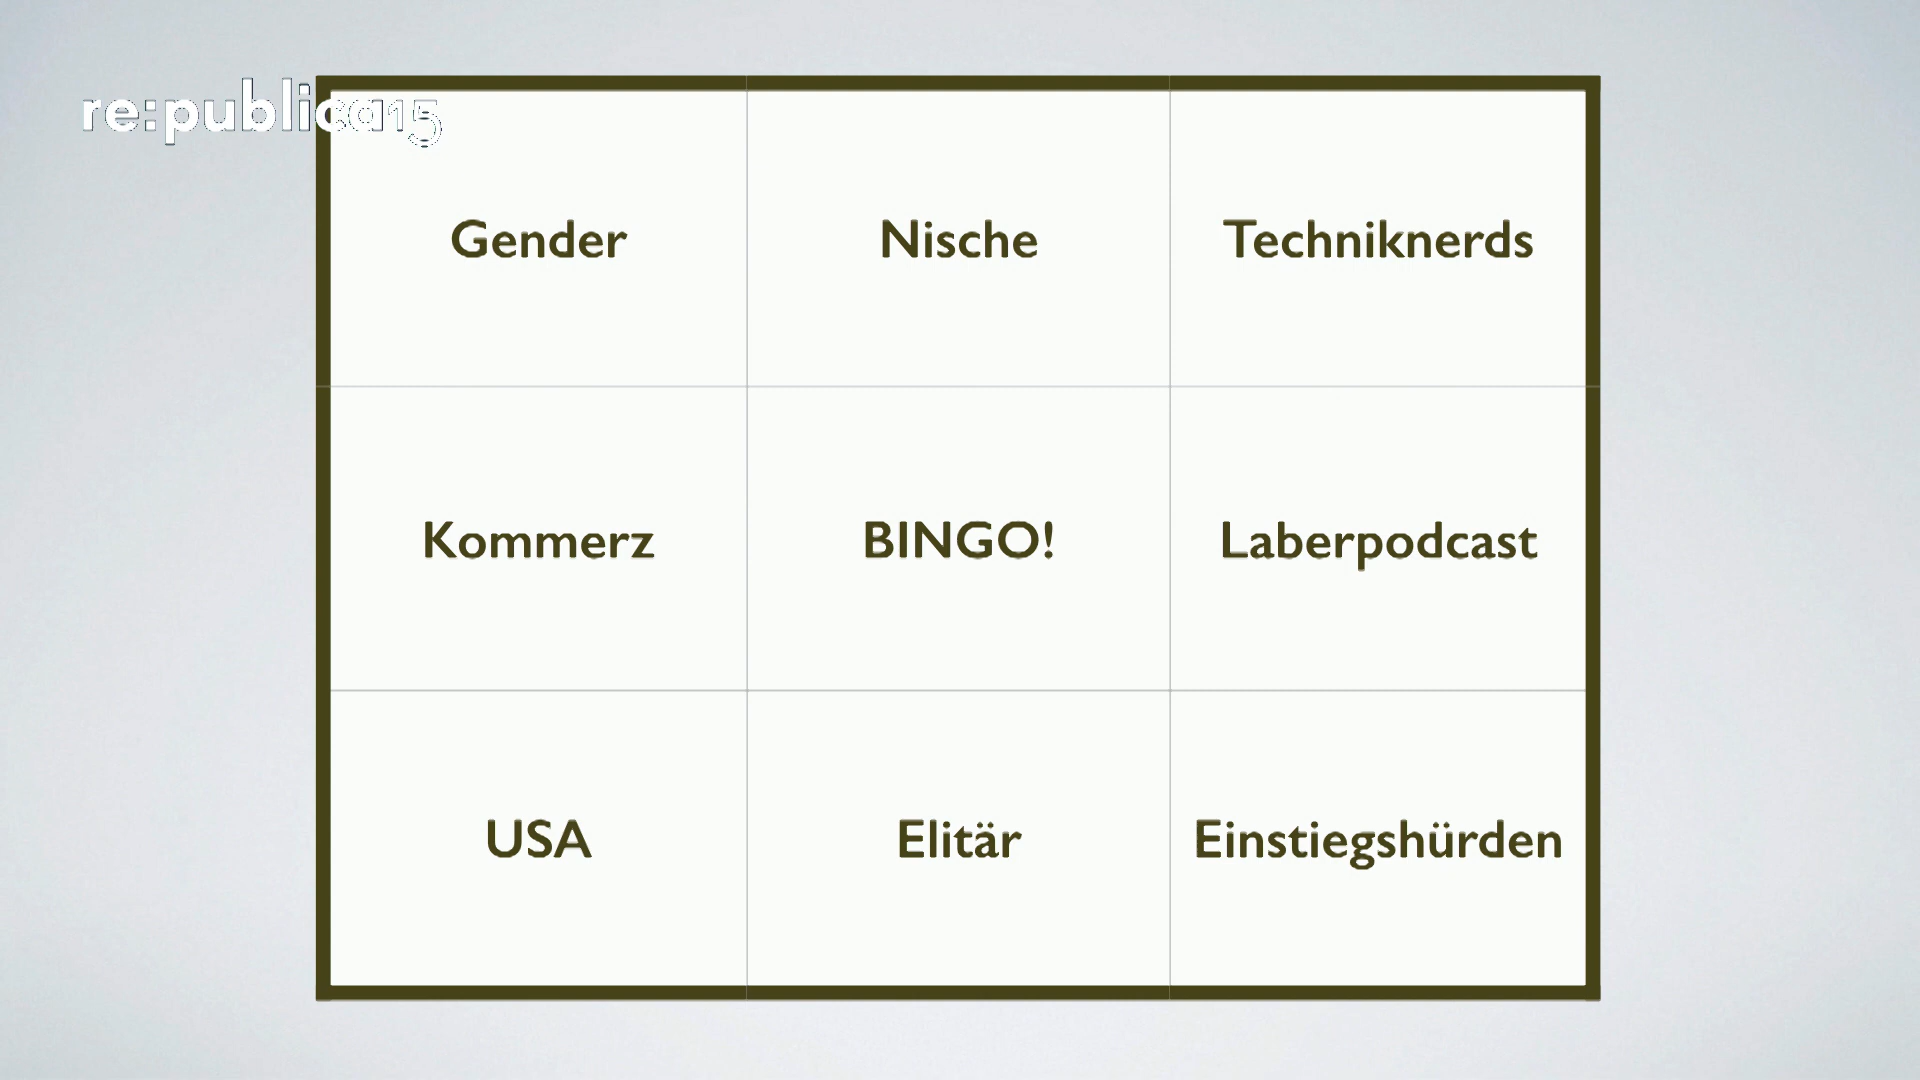 re:publica15
Gender
Nische
Techniknerds
Kommerz
BINGO!
Laberpodcast
USA
Elitär
Einstiegshürden